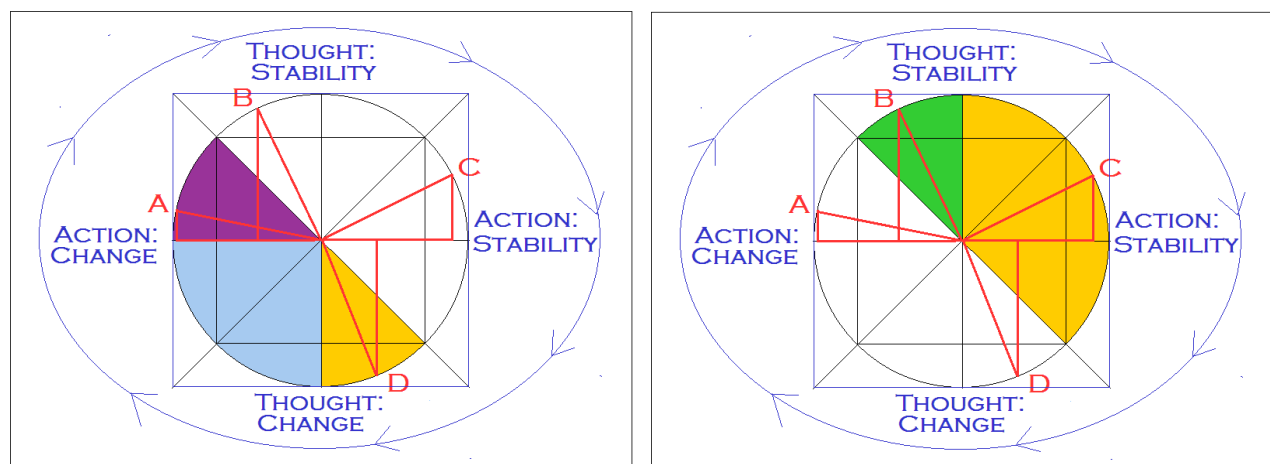 THOUGHT:
STABILITY
B
C
A
ACTION:
CHANGE
ACTION:
STABILITY
D
THOUGHT:
CHANGE
THOUGHT:
STABILITY
B
C
A
ACTION:
CHANGE
ACTION:
STABILITY
D
THOUGHT:
CHANGE